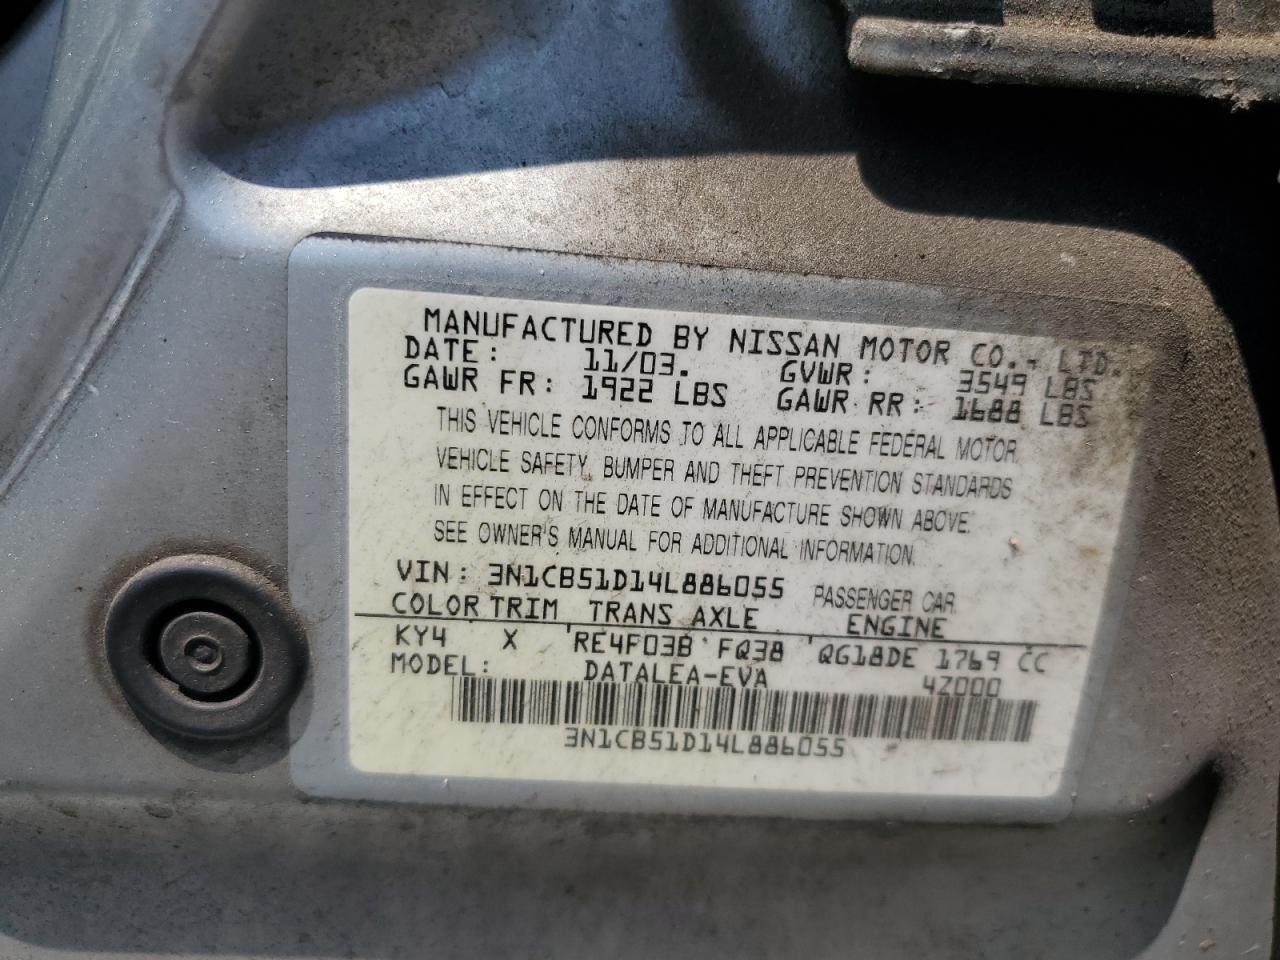 MANUFACTURED BY NISSAN MOTOR CO., LTD.
DATE: 11/03. GVWR: 3549 LBS
GAWR FR: 1922 LBS GAWR RR: 1688 LBS
THIS VEHICLE CONFORMS TO ALL APPLICABLE FEDERAL MOTOR
VEHICLE SAFETY, BUMPER AND THEFT PREVENTION STANDARDS
IN EFFECT ON THE DATE OF MANUFACTURE SHOWN ABOVE.
SEE OWNER'S MANUAL FOR ADDITIONAL INFORMATION.
VIN: 3N1CB51D14L886055 PASSENGER CAR
COLOR TRIM TRANS AXLE ENGINE
KY4 X RE4F03B FQ38 QG18DE 1769 CC
MODEL: DATALEA-EVA 4Z000
3N1CB51D14L886055